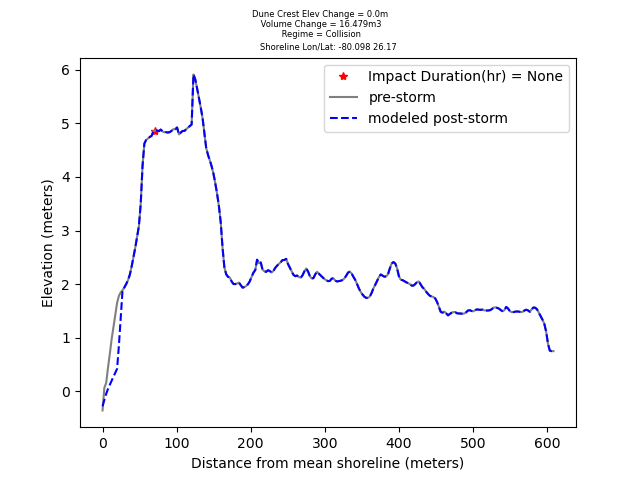 Dune Crest Elev Change = 0.0m
Volume Change = 16.479m3
Regime = Collision
Shoreline Lon/Lat: -80.098 26.17
Impact Duration(hr) = None
pre-storm
modeled post-storm
6
5
4
3
2
1
0
Elevation (meters)
0 100 200 300 400 500 600
Distance from mean shoreline (meters)